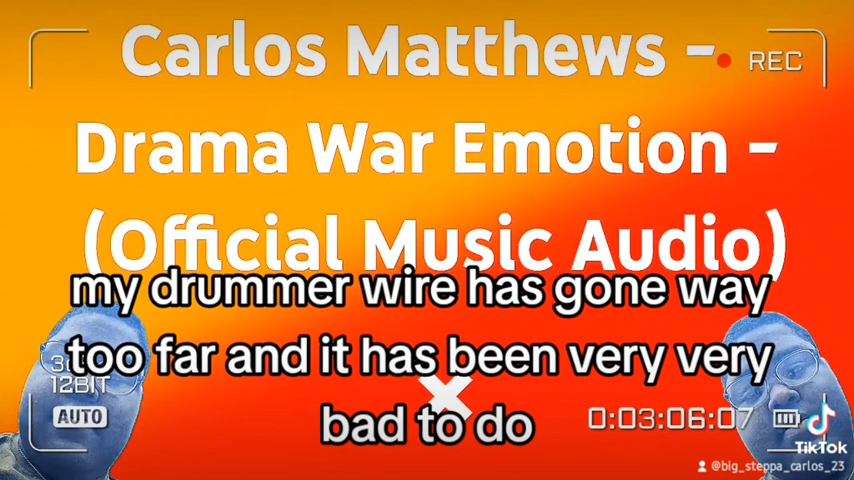 Carlos Matthews -
REC
Drama War Emotion -
(Official Music Audio)
my drummer wire has gone way
too far and it has been very very
bad to do
12BIT
AUTO
0:03:06:07
TikTok
@big_steppa_carlos_23